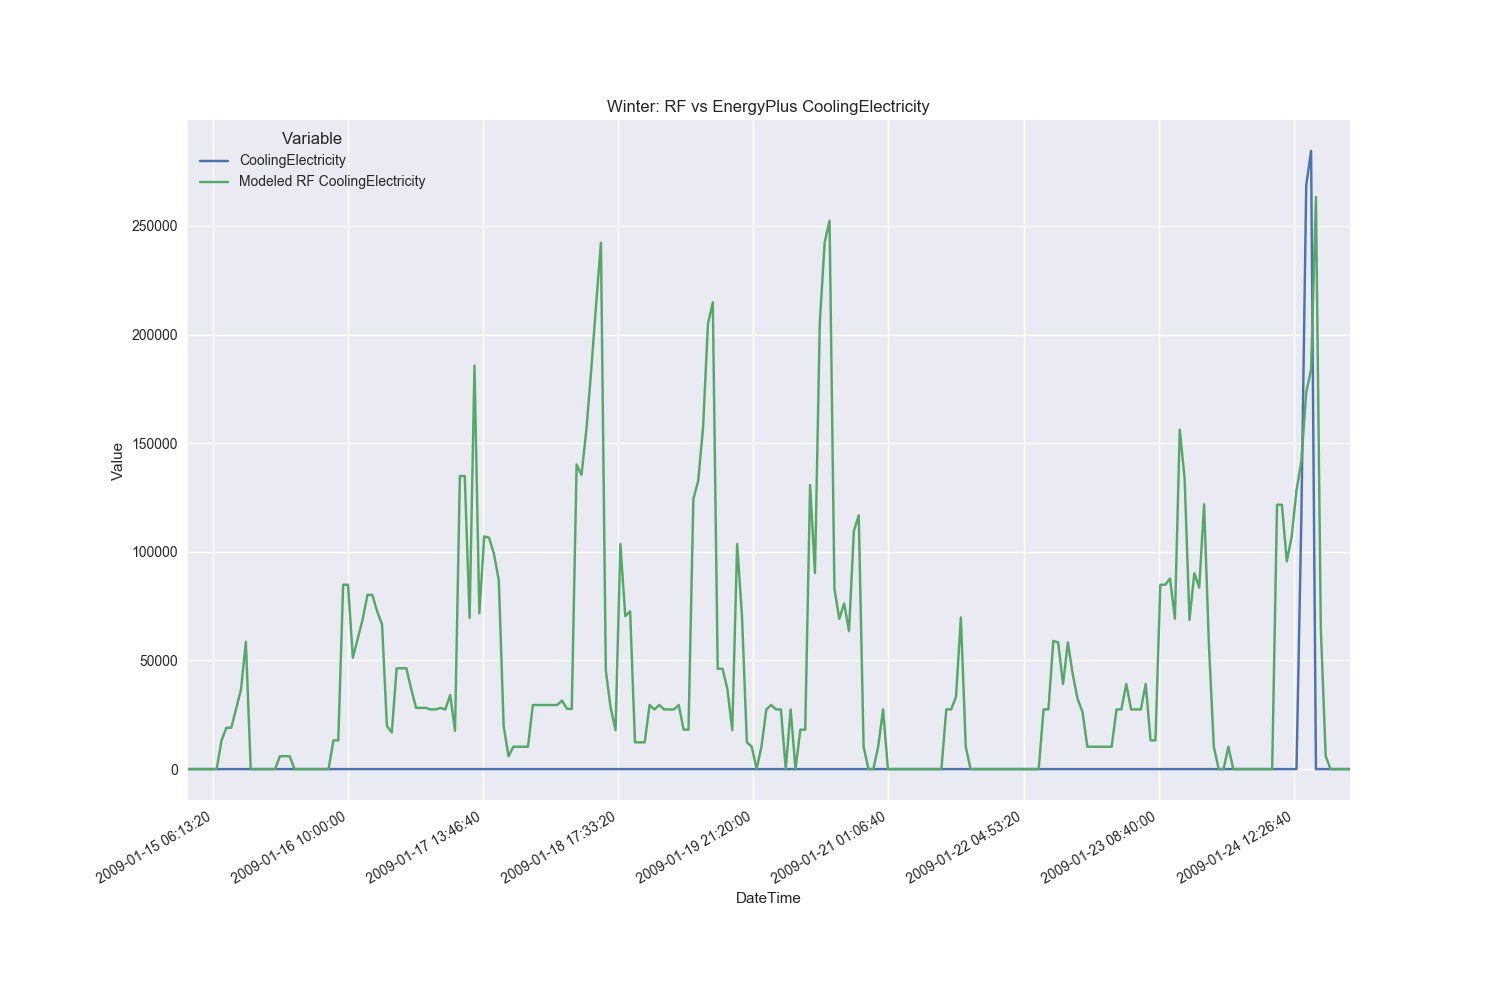 Winter: RF vs EnergyPlus CoolingElectricity
Variable
CoolingElectricity
Modeled RF CoolingElectricity
250000
200000
150000
100000
50000
0
Value
2009-01-15 06:13:20
2009-01-16 10:00:00
2009-01-17 13:46:40
2009-01-18 17:33:20
2009-01-19 21:20:00
2009-01-21 01:06:40
2009-01-22 04:53:20
2009-01-23 08:40:00
2009-01-24 12:26:40
DateTime